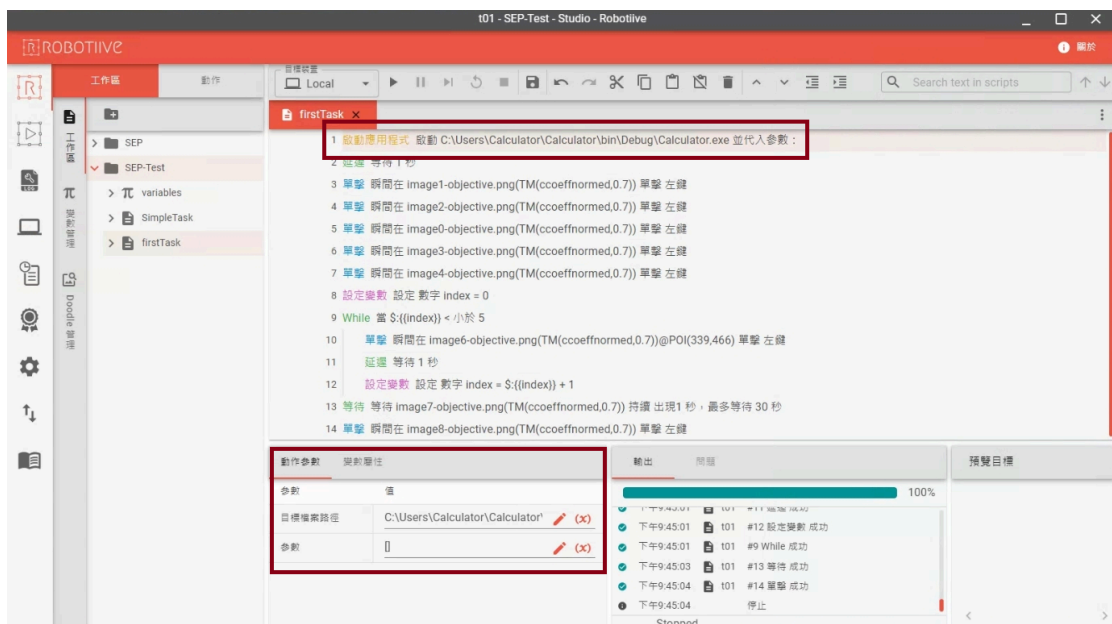 t01 - SEP-Test - Studio - Robotiive
ROBOTIIVE
關於
工作區
動作
目標裝置
Local
Search text in scripts
工作區
變數管理
Doodle 管理
SEP
SEP-Test
variables
SimpleTask
firstTask
firstTask
1 啟動應用程式 啟動 C:\Users\Calculator\Calculator\bin\Debug\Calculator.exe 並代入參數：
2 延遲 等待 1 秒
3 單擊 瞬間在 image1-objective.png(TM(ccoeffnormed,0.7)) 單擊 左鍵
4 單擊 瞬間在 image2-objective.png(TM(ccoeffnormed,0.7)) 單擊 左鍵
5 單擊 瞬間在 image0-objective.png(TM(ccoeffnormed,0.7)) 單擊 左鍵
6 單擊 瞬間在 image3-objective.png(TM(ccoeffnormed,0.7)) 單擊 左鍵
7 單擊 瞬間在 image4-objective.png(TM(ccoeffnormed,0.7)) 單擊 左鍵
8 設定變數 設定 數字 index = 0
9 While 當 $:{{index}} < 小於 5
10 單擊 瞬間在 image6-objective.png(TM(ccoeffnormed,0.7))@POI(339,466) 單擊 左鍵
11 延遲 等待 1 秒
12 設定變數 設定 數字 index = $:{{index}} + 1
13 等待 等待 image7-objective.png(TM(ccoeffnormed,0.7)) 持續 出現1 秒，最多等待 30 秒
14 單擊 瞬間在 image8-objective.png(TM(ccoeffnormed,0.7)) 單擊 左鍵
動作參數 變數屬性
參數 值
目標檔案路徑 C:\Users\Calculator\Calculator\ (x)
參數 [] (x)
輸出 問題
100%
下午9:45:01 t01 #11 延遲 成功
下午9:45:01 t01 #12 設定變數 成功
下午9:45:01 t01 #9 While 成功
下午9:45:03 t01 #13 等待 成功
下午9:45:04 t01 #14 單擊 成功
下午9:45:04 停止
Stopped
預覽目標